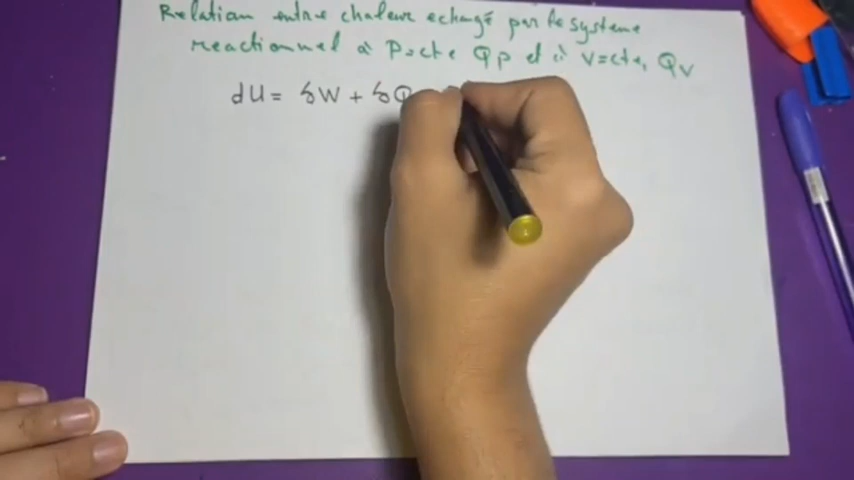 Relation entre chaleur echangé par le systeme
reactionnel à P=cte Qp et à V=cte, Qv
dU = δW + δQ